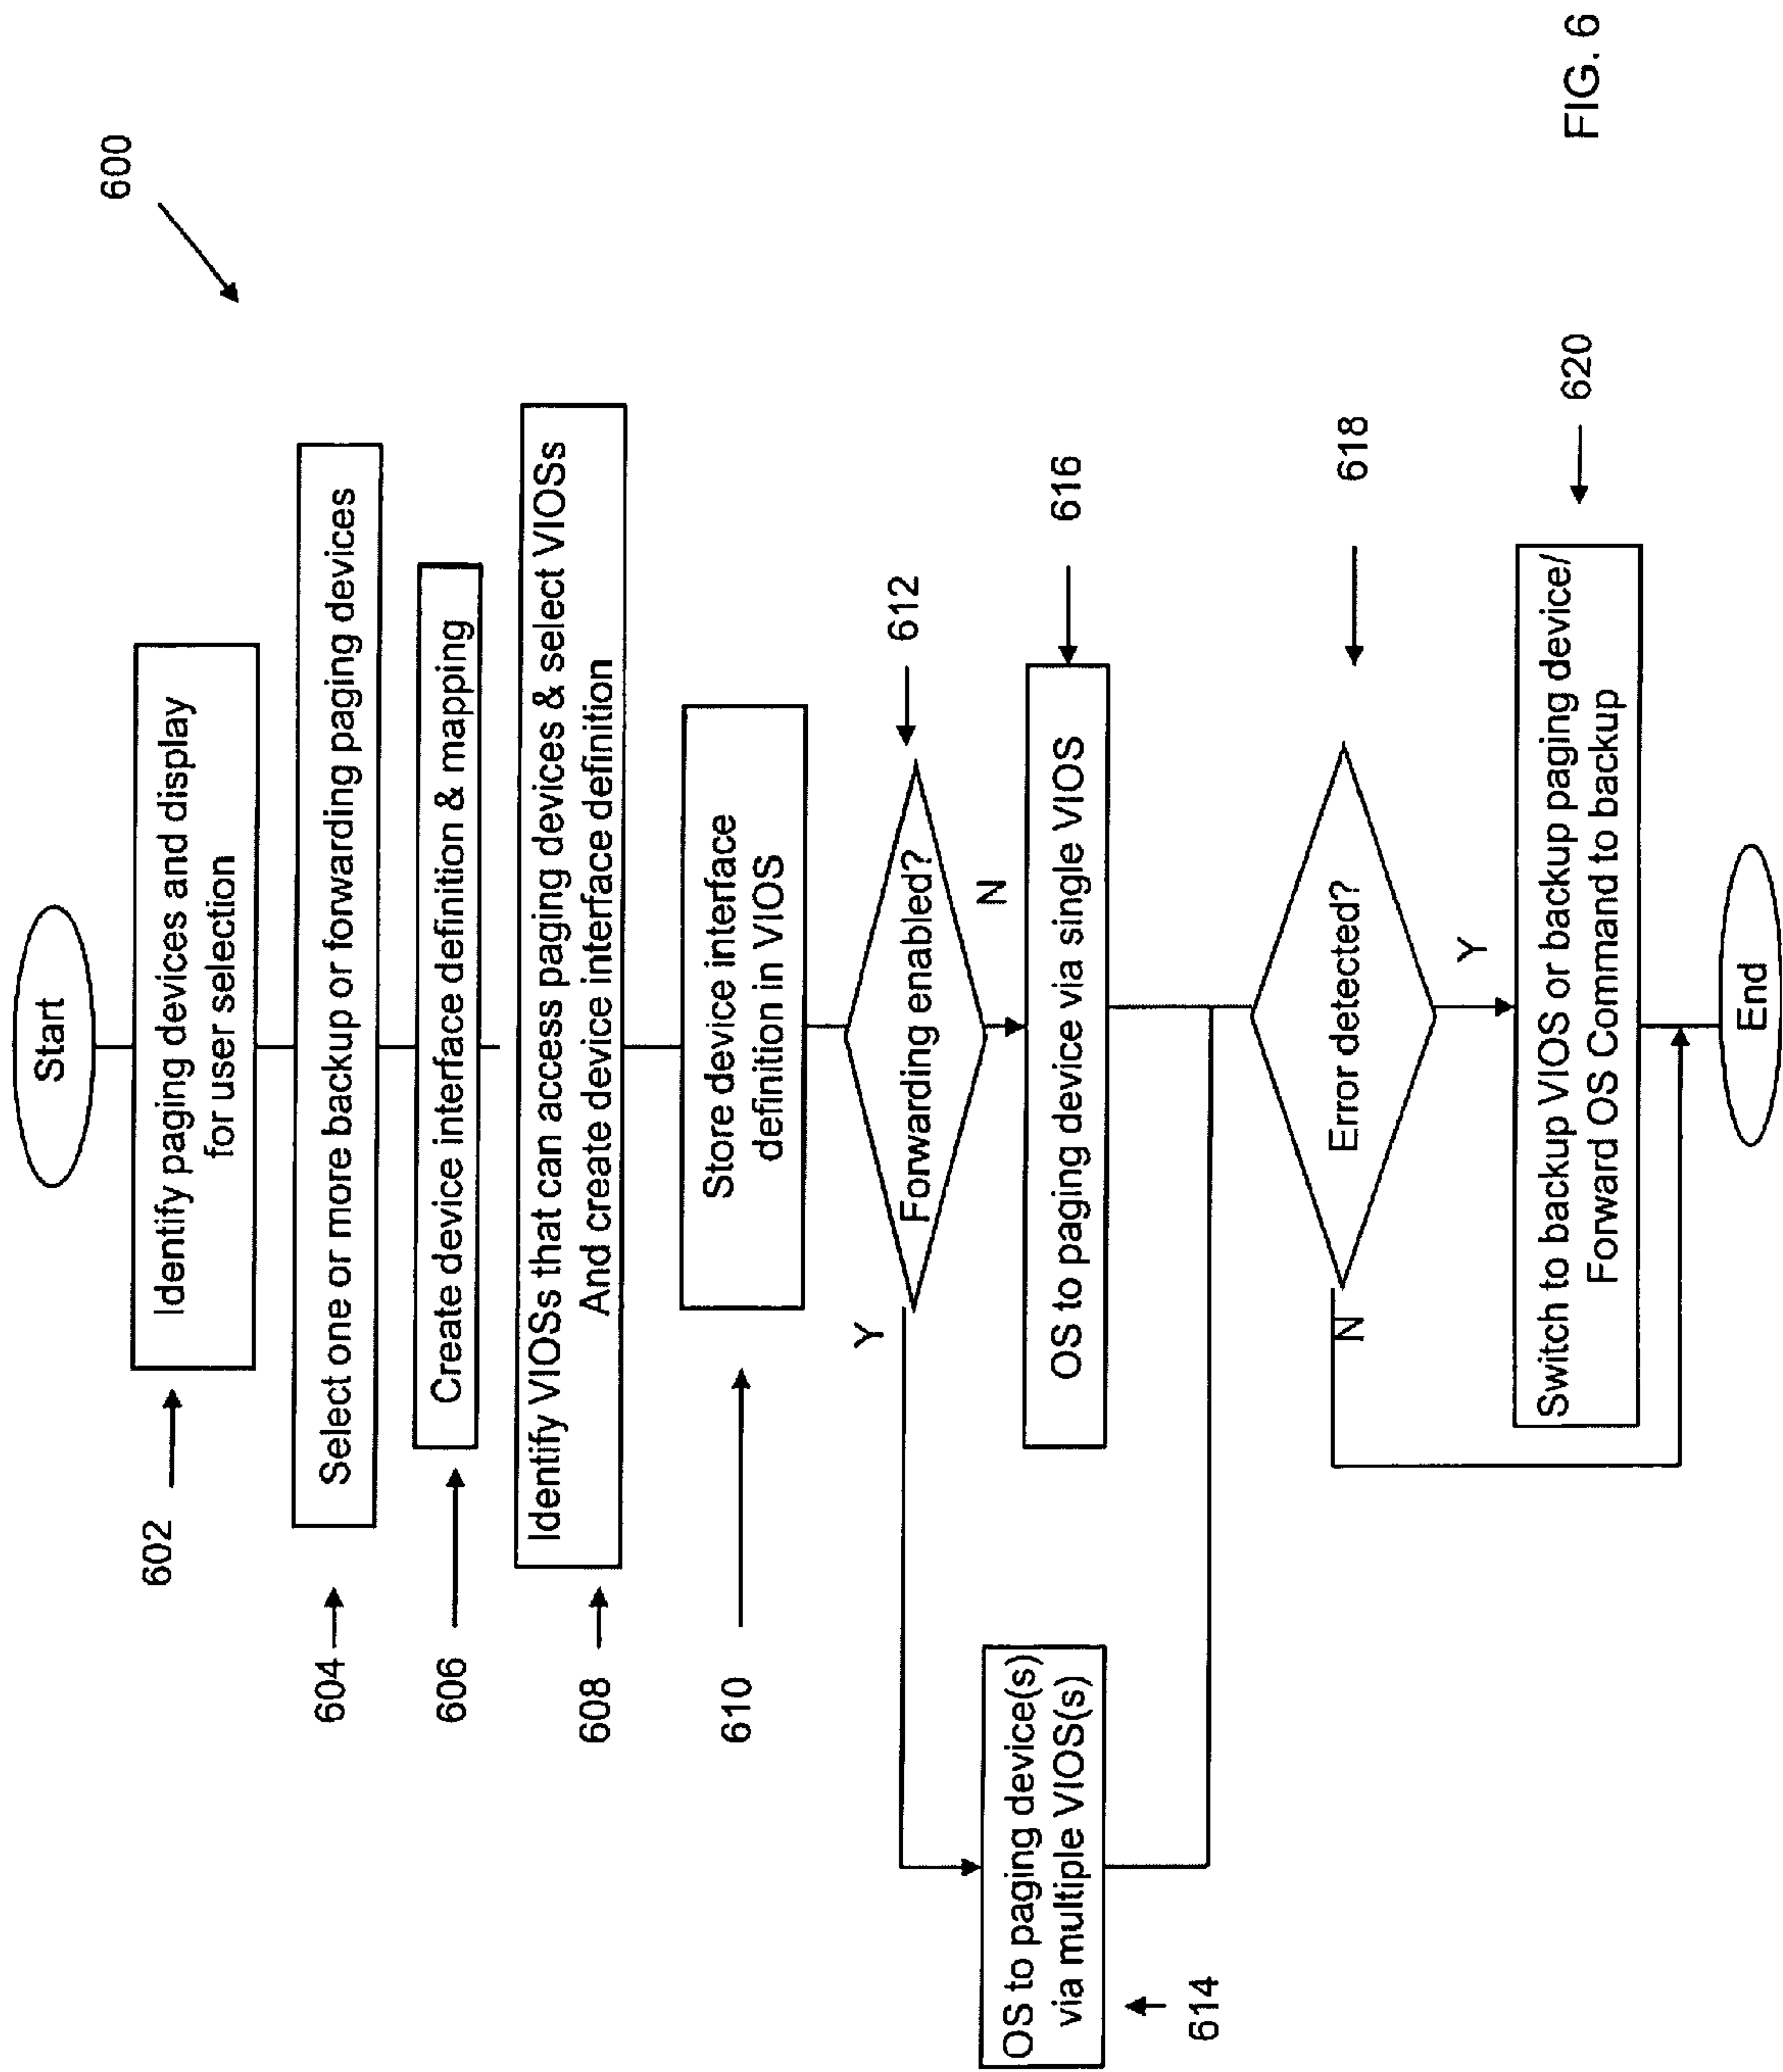 600
Start
602
Identify paging devices and display
for user selection
604
Select one or more backup or forwarding paging devices
606
Create device interface definition & mapping
608
Identify VIOSs that can access paging devices & select VIOSs
And create device interface definition
610
Store device interface
definition in VIOS
612
Forwarding enabled?
Y
N
614
OS to paging device(s)
via multiple VIOS(s)
616
OS to paging device via single VIOS
618
Error detected?
N
Y
620
Switch to backup VIOS or backup paging device/
Forward OS Command to backup
End
FIG. 6